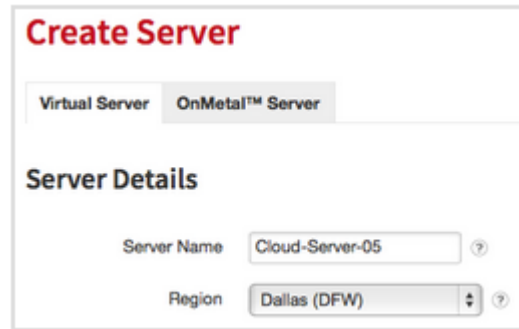 Create Server
Virtual Server OnMetal™ Server
Server Details
Server Name Cloud-Server-05 ?
Region Dallas (DFW) ?